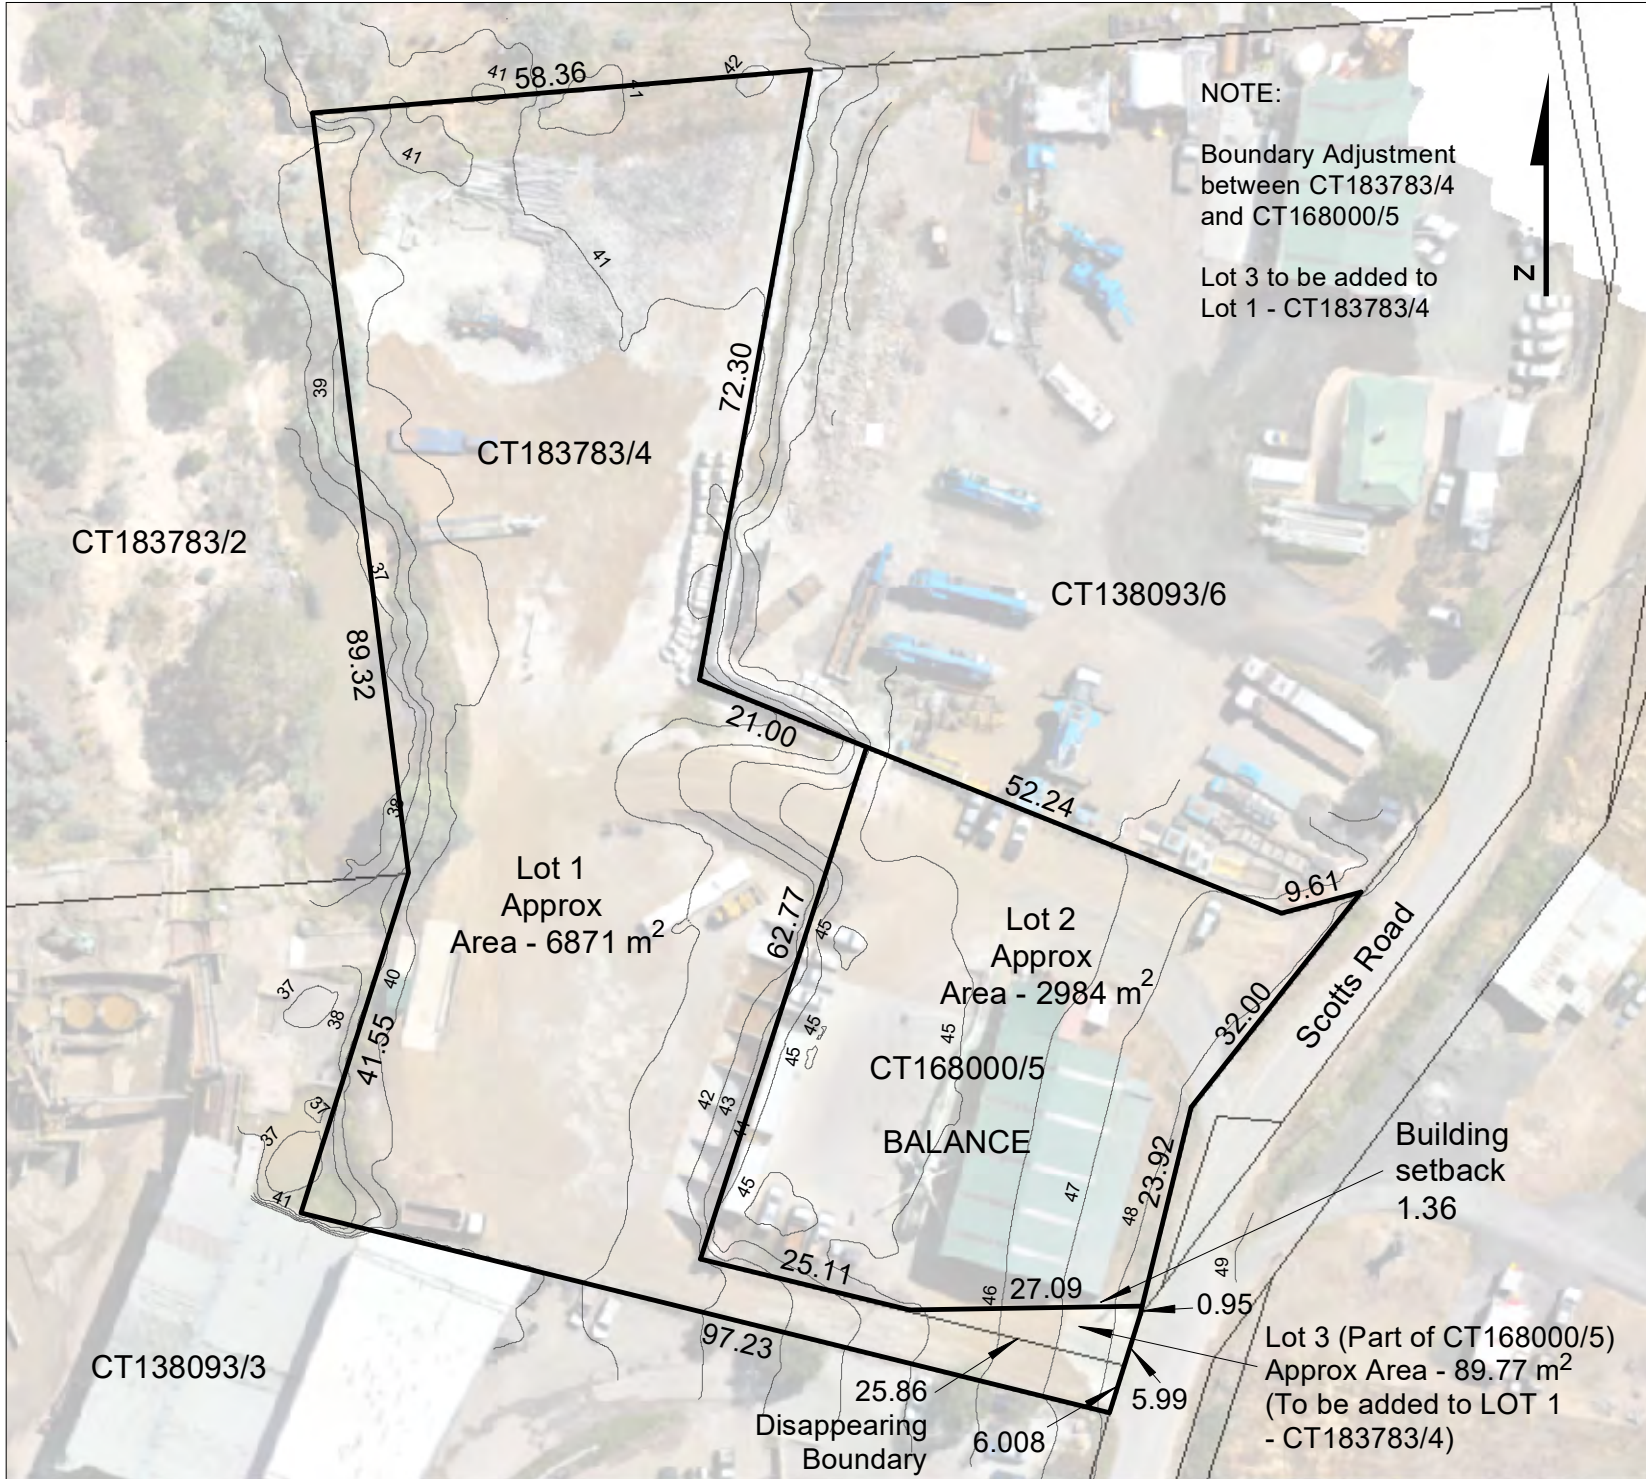 58.36
41
41
42
41
41
NOTE:
Boundary Adjustment
between CT183783/4
and CT168000/5
Lot 3 to be added to
Lot 1 - CT183783/4
N
72.30
39
CT183783/4
CT183783/2
37
CT138093/6
89.32
21.00
52.24
38
9.61
Lot 1
Approx
Area - 6871 m2
62.77
45
Lot 2
Approx
Area - 2984 m2
Scotts Road
32.00
40
37
38
41.55
45
45
45
CT168000/5
42
43
44
37
37
BALANCE
23.92
Building
setback
1.36
45
47
48
41
25.11
46
27.09
49
0.95
97.23
Lot 3 (Part of CT168000/5)
Approx Area - 89.77 m2
(To be added to LOT 1
- CT183783/4)
CT138093/3
25.86
Disappearing
Boundary
5.99
6.008